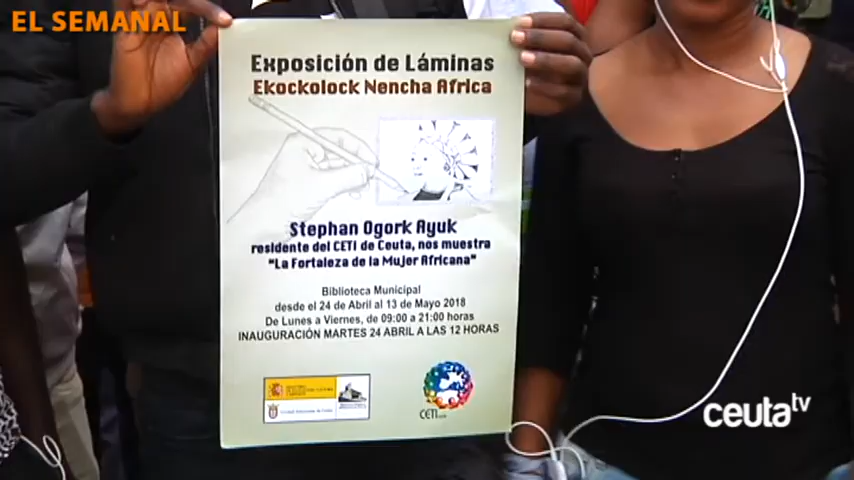 EL SEMANAL
Exposición de Láminas
Ekockolock Nencha Africa
Stephan Ogork Ayuk
residente del CETI de Ceuta, nos muestra
"La Fortaleza de la Mujer Africana"
Biblioteca Municipal
desde el 24 de Abril al 13 de Mayo 2018
De Lunes a Viernes, de 09:00 a 21:00 horas
INAUGURACIÓN MARTES 24 ABRIL A LAS 12 HORAS
CETI
ceutatv